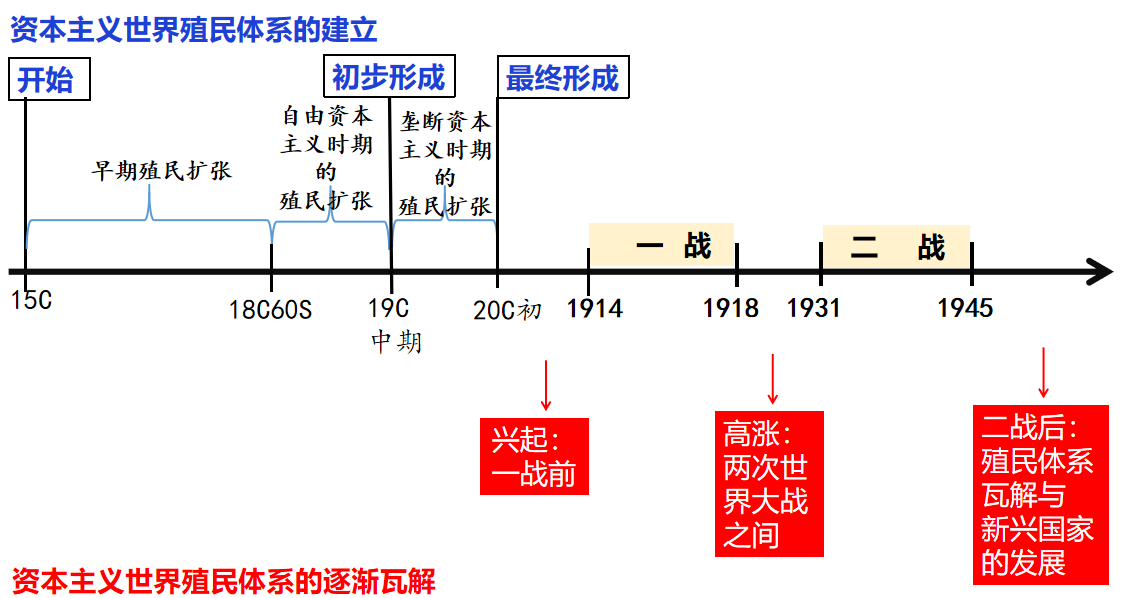 资本主义世界殖民体系的建立
开始
初步形成
最终形成
早期殖民扩张
自由资本
主义时期
的
殖民扩张
垄断资本
主义时期
的
殖民扩张
一 战
二 战
15C
18C60S
19C
中期
20C初
1914
1918
1931
1945
兴起：
一战前
高涨：
两次世
界大战
之间
二战后：
殖民体系
瓦解与
新兴国家
的发展
资本主义世界殖民体系的逐渐瓦解